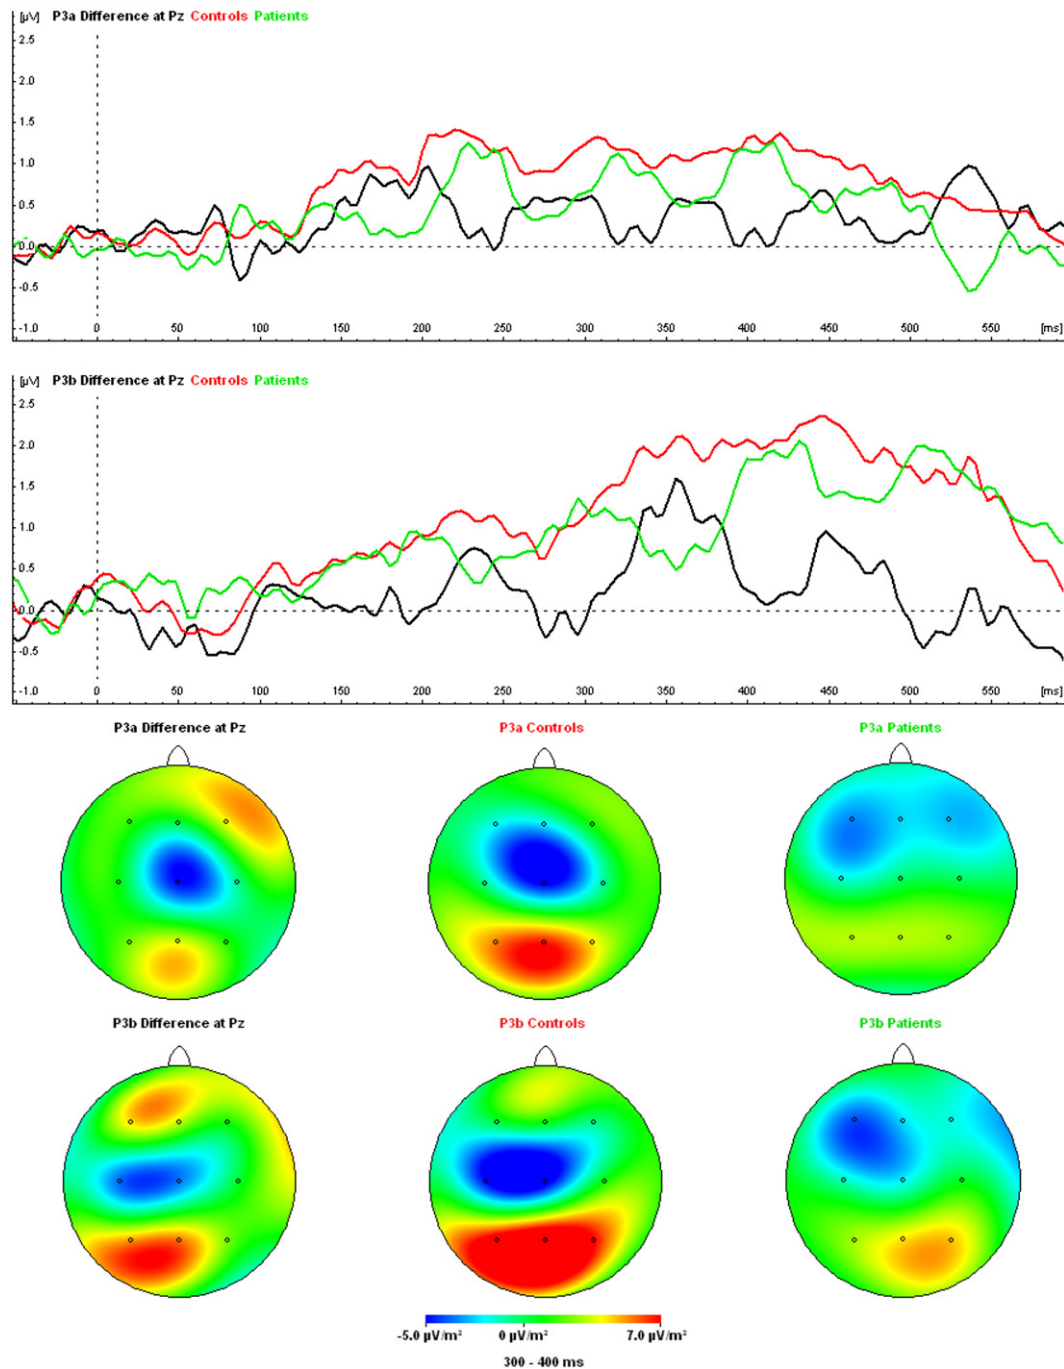 [µV] P3a Difference at Pz Controls Patients
2.5
2.0
1.5
1.0
0.5
0.0
-0.5
-1.0 0 50 100 150 200 250 300 350 400 450 500 550 [ms]
[µV] P3b Difference at Pz Controls Patients
2.5
2.0
1.5
1.0
0.5
0.0
-0.5
-1.0 0 50 100 150 200 250 300 350 400 450 500 550 [ms]
P3a Difference at Pz P3a Controls P3a Patients
P3b Difference at Pz P3b Controls P3b Patients
-5.0 µV/m² 0 µV/m² 7.0 µV/m²
300 - 400 ms